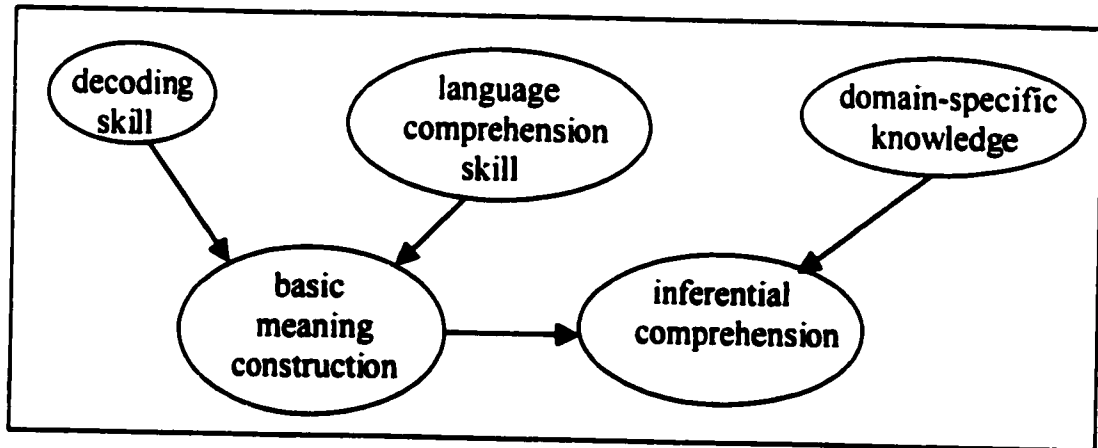 decoding
skill
language
comprehension
skill
domain-specific
knowledge
basic
meaning
construction
inferential
comprehension